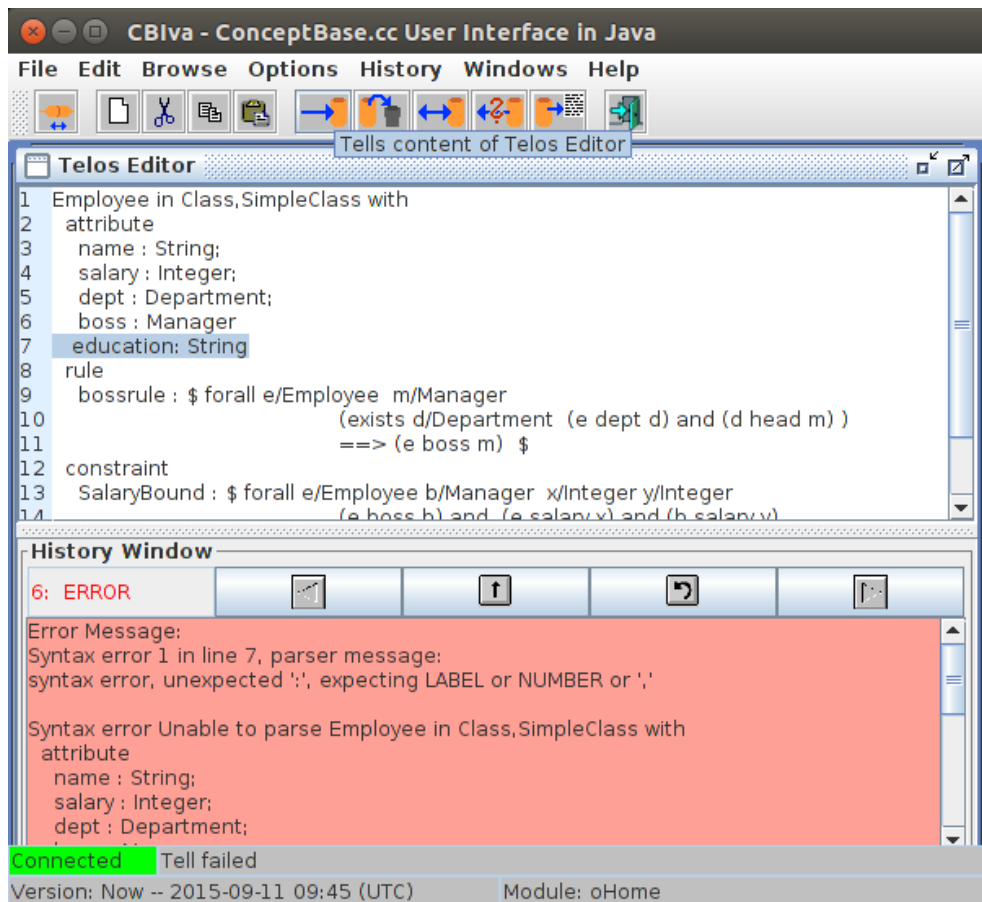 CBIva - ConceptBase.cc User Interface in Java
File Edit Browse Options History Windows Help
Tells content of Telos Editor
Telos Editor
1 Employee in Class,SimpleClass with
2 attribute
3 name : String;
4 salary : Integer;
5 dept : Department;
6 boss : Manager
7 education: String
8 rule
9 bossrule : $ forall e/Employee m/Manager
10 (exists d/Department (e dept d) and (d head m) )
11 ==> (e boss m) $
12 constraint
13 SalaryBound : $ forall e/Employee b/Manager x/Integer y/Integer
14 (e boss b) and (e salary x) and (b salary y)
History Window
6: ERROR
Error Message:
Syntax error 1 in line 7, parser message:
syntax error, unexpected ':', expecting LABEL or NUMBER or ','
Syntax error Unable to parse Employee in Class,SimpleClass with
attribute
name : String;
salary : Integer;
dept : Department;
Connected Tell failed
Version: Now -- 2015-09-11 09:45 (UTC) Module: oHome